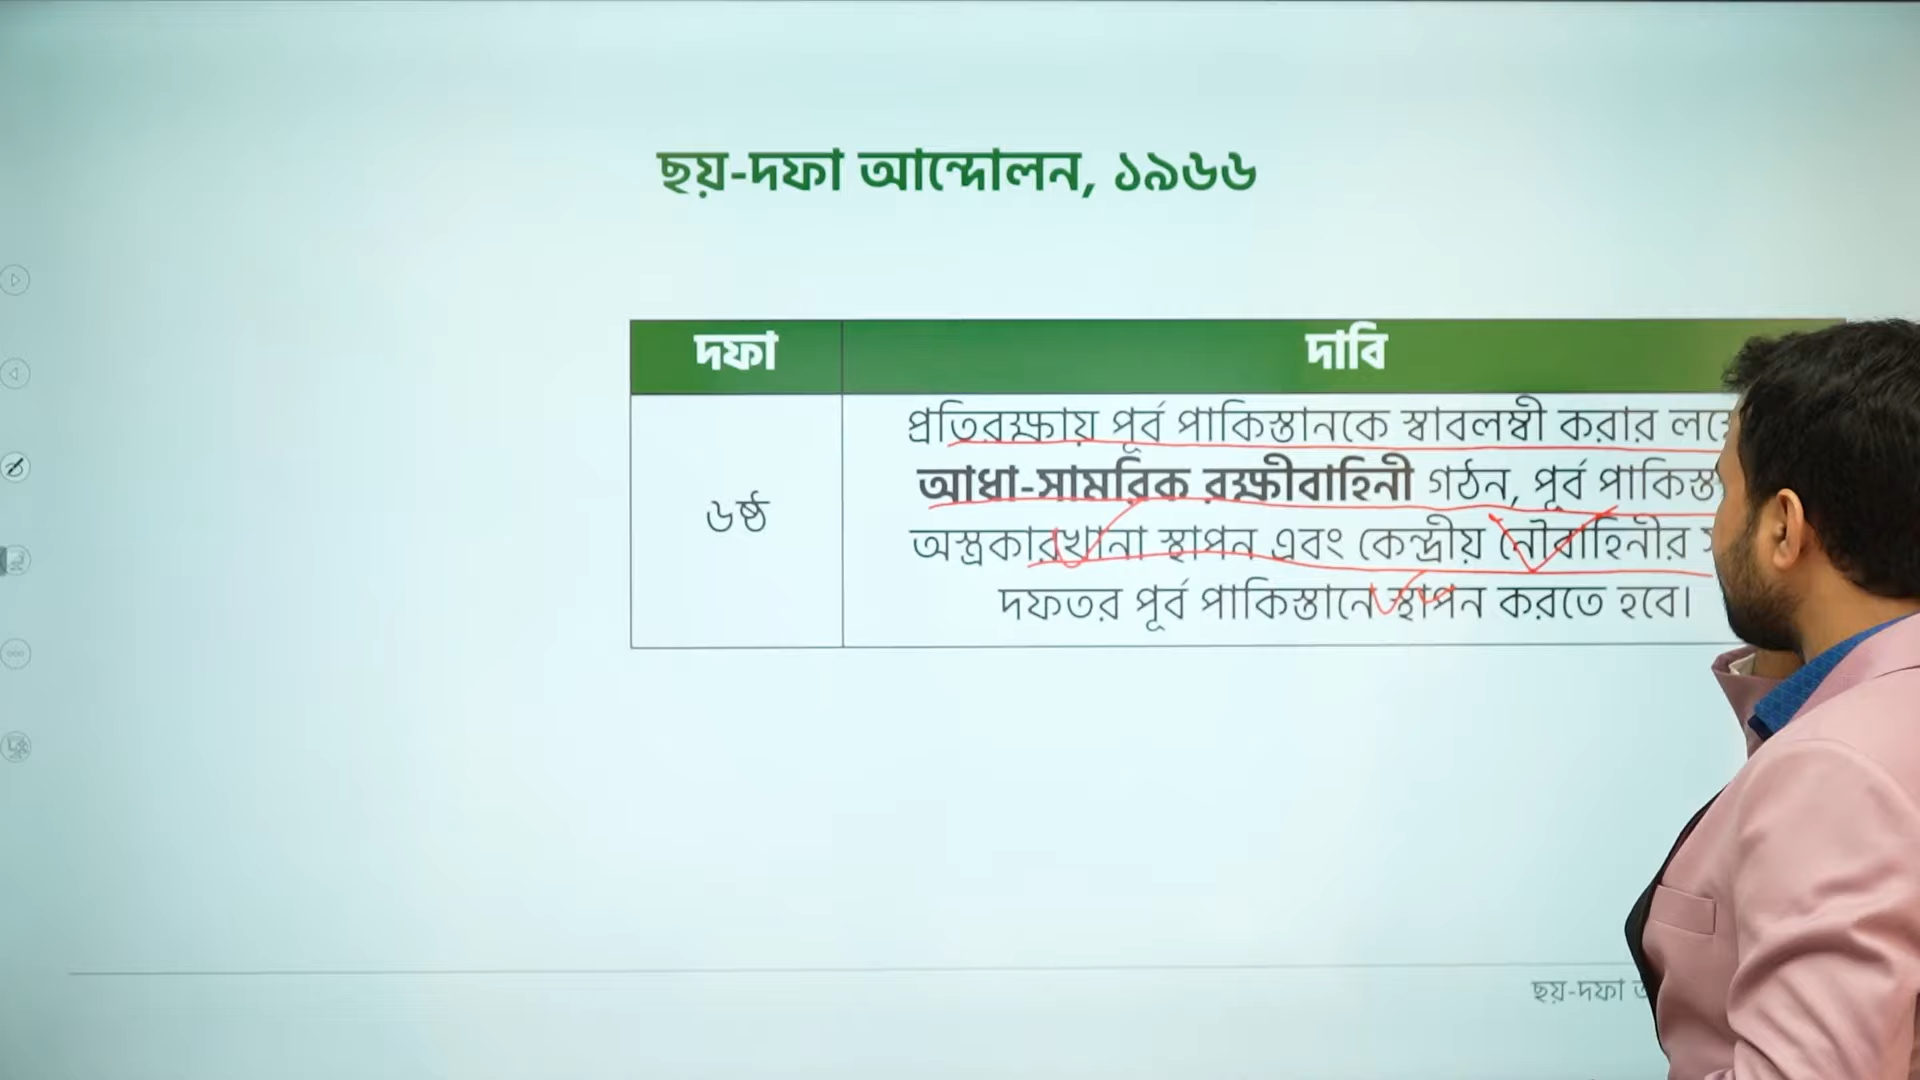 ছয়-দফা আন্দোলন, ১৯৬৬
দফা
দাবি
৬ষ্ঠ
প্রতিরক্ষায় পূর্ব পাকিস্তানকে স্বাবলম্বী করার
আধা-সামরিক রক্ষীবাহিনী গঠন, পূর্ব
অস্ত্রকারখানা স্থাপন এবং কেন্দ্রীয় নৌবাহিনীর
দফতর পূর্ব পাকিস্তানে স্থাপন করতে হবে।
ছয়-দফা